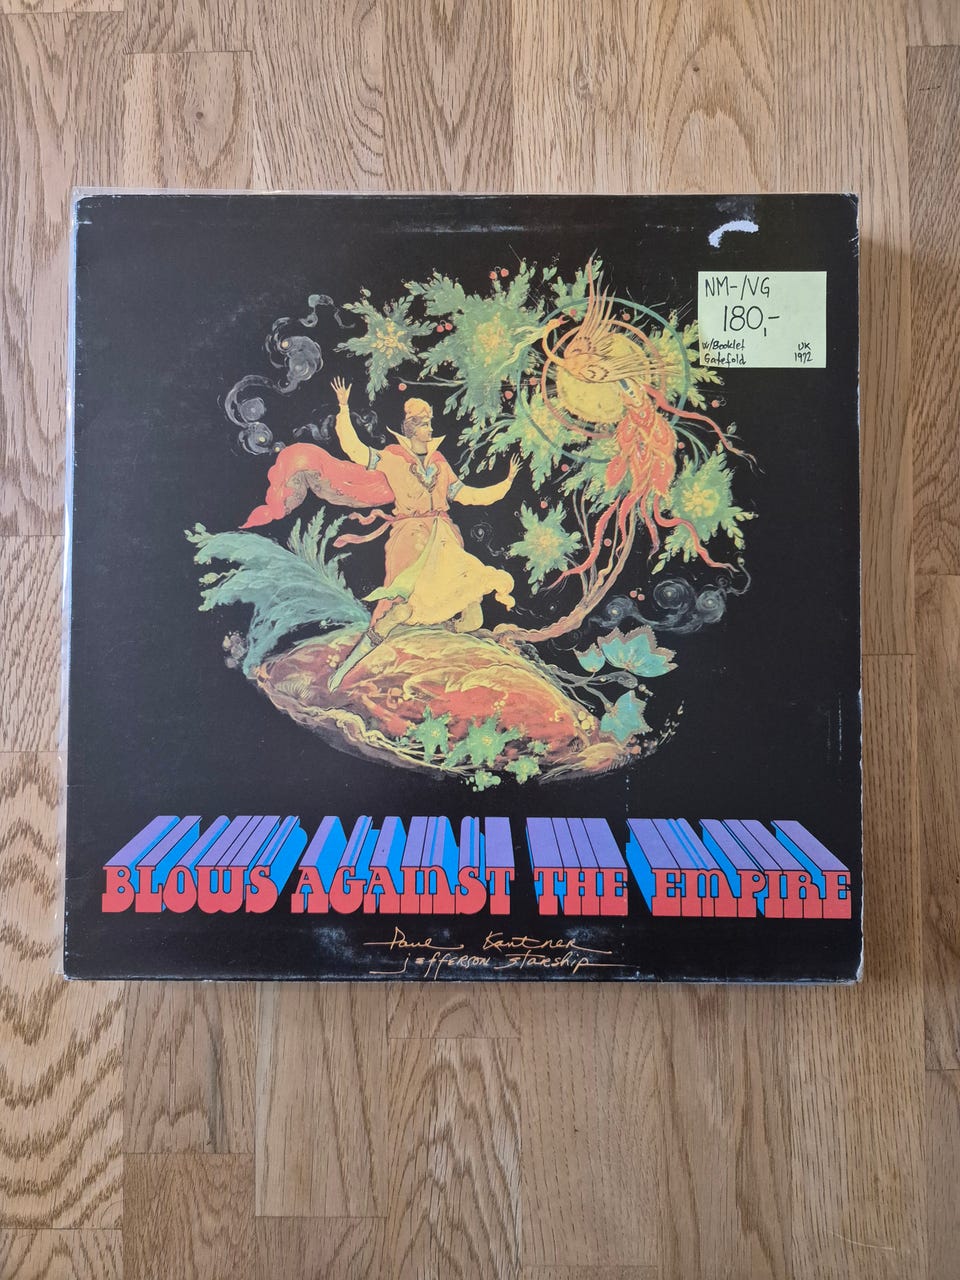 NM-/VG
180,-
w/Booklet UK
Gatefold 1972
BLOWS AGAINST THE EMPIRE
Paul Kantner
jefferson starship